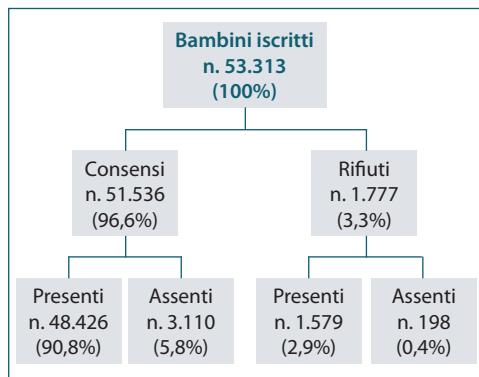 Bambini iscritti
n. 53.313
(100%)
Consensi
n. 51.536
(96,6%)
Rifiuti
n. 1.777
(3,3%)
Presenti
n. 48.426
(90,8%)
Assenti
n. 3.110
(5,8%)
Presenti
n. 1.579
(2,9%)
Assenti
n. 198
(0,4%)